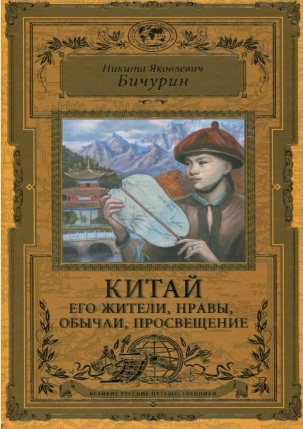 Никита Яковлевич
Бичурин
КИТАЙ
ЕГО ЖИТЕЛИ, НРАВЫ,
ОБЫЧАИ, ПРОСВЕЩЕНИЕ
ВЕЛИКИЕ РУССКИЕ ПУТЕШЕСТВЕННИКИ